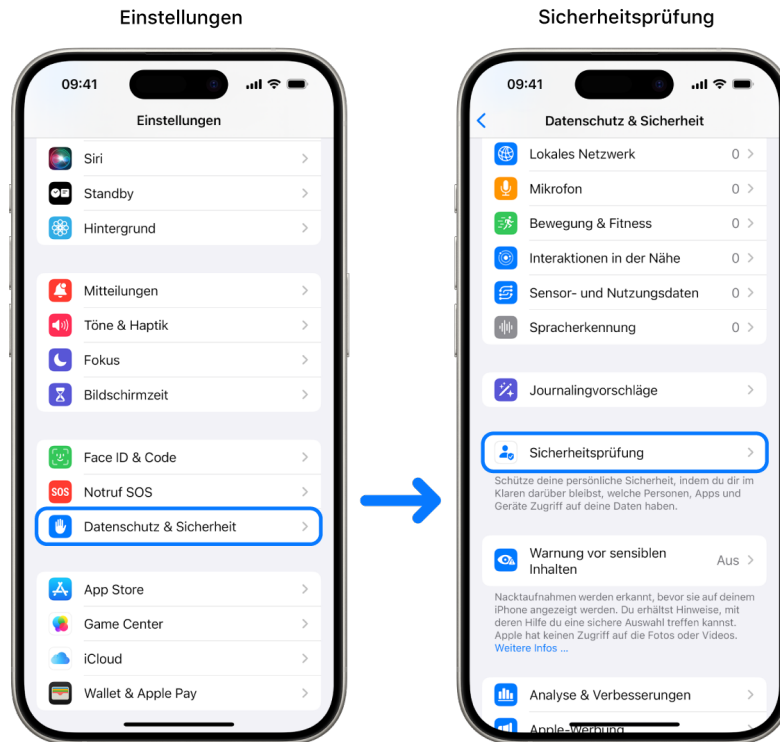 Einstellungen
09:41
Einstellungen
Siri
Standby
Hintergrund
Mitteilungen
Töne & Haptik
Fokus
Bildschirmzeit
Face ID & Code
SOS Notruf SOS
Datenschutz & Sicherheit
App Store
Game Center
iCloud
Wallet & Apple Pay
Sicherheitsprüfung
09:41
Datenschutz & Sicherheit
Lokales Netzwerk 0
Mikrofon 0
Bewegung & Fitness 0
Interaktionen in der Nähe 0
Sensor- und Nutzungsdaten 0
Spracherkennung 0
Journalingvorschläge
Sicherheitsprüfung
Schütze deine persönliche Sicherheit, indem du dir im
Klaren darüber bleibst, welche Personen, Apps und
Geräte Zugriff auf deine Daten haben.
Warnung vor sensiblen
Inhalten
Aus
Nacktaufnahmen werden erkannt, bevor sie auf deinem
iPhone angezeigt werden. Du erhältst Hinweise, mit
deren Hilfe du eine sichere Auswahl treffen kannst.
Apple hat keinen Zugriff auf die Fotos oder Videos.
Weitere Infos ...
Analyse & Verbesserungen
Apple-Werbung